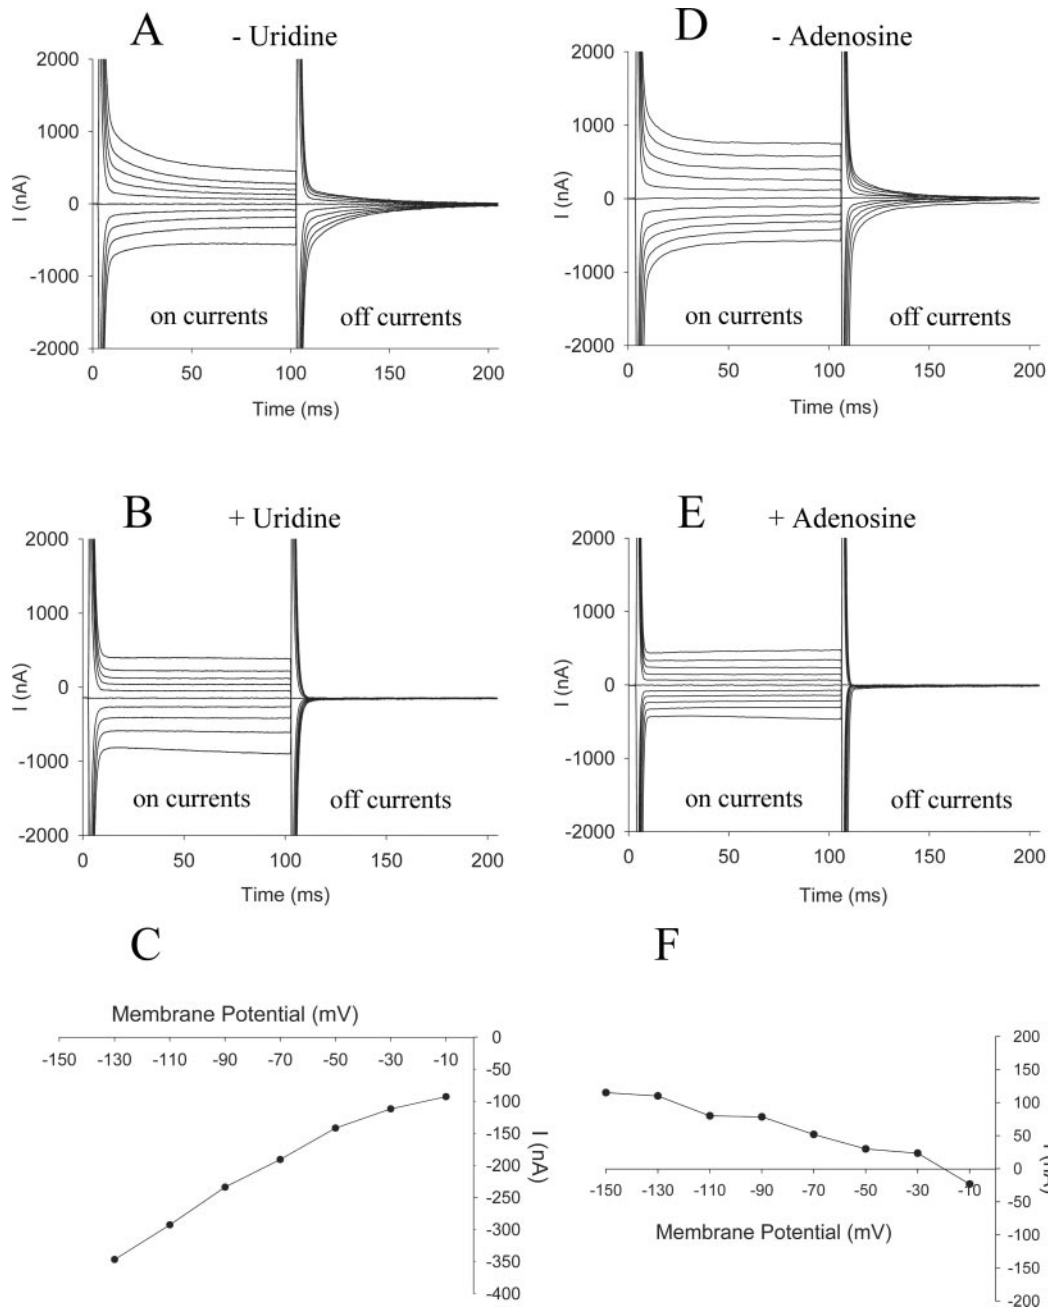 A
- Uridine
2000
1000
0
-1000
-2000
I (nA)
on currents
off currents
0 50 100 150 200
Time (ms)
D
- Adenosine
2000
1000
0
-1000
-2000
I (nA)
on currents
off currents
0 50 100 150 200
Time (ms)
B
+ Uridine
2000
1000
0
-1000
-2000
I (nA)
on currents
off currents
0 50 100 150 200
Time (ms)
E
+ Adenosine
2000
1000
0
-1000
-2000
I (nA)
on currents
off currents
0 50 100 150 200
Time (ms)
C
Membrane Potential (mV)
-150 -130 -110 -90 -70 -50 -30 -10
0
-50
-100
-150
-200
-250
-300
-350
-400
I (nA)
F
200
150
100
50
0
-50
-100
-150
-200
-150 -130 -110 -90 -70 -50 -30 -10
Membrane Potential (mV)